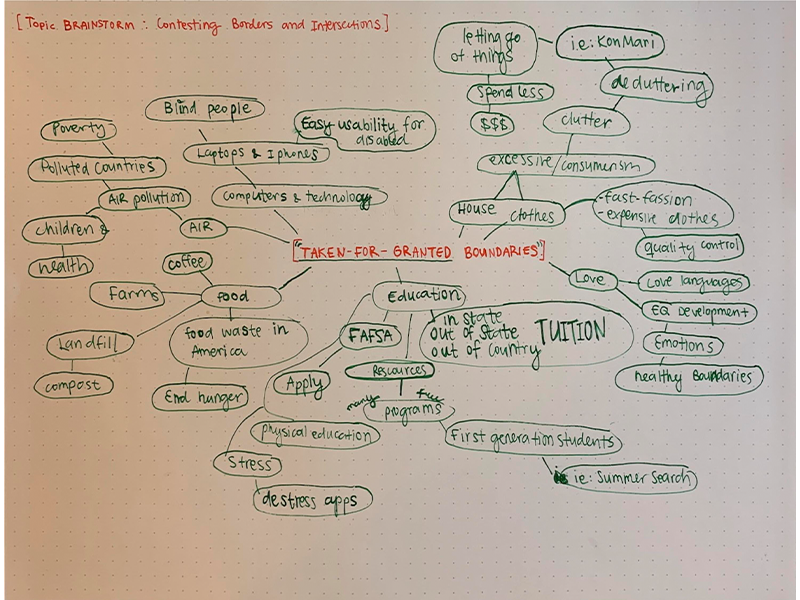 [Topic BRAINSTORM : Contesting Borders and Intersections]
letting go
of things
i.e: KonMari
decluttering
Spend less
$$$
clutter
excessive/consumerism
House
clothes
-fast-fassion
-expensive clothes
quality control
Blind people
Easy usability for
disabled
Laptops & Iphones
computers & technology
Poverty
Polluted Countries
AIR pollution
AIR
children &
health
["TAKEN-FOR-GRANTED BOUNDARIES"]
coffee
Farms
food
Landfill
compost
food waste in
America
End hunger
Education
in state
out of state
out of country
TUITION
FAFSA
Apply
Rescources
many free
programs
physical education
Stress
destress apps
First generation students
ie: Summer Search
Love
Love languages
EQ Development
Emotions
healthy Boundaries